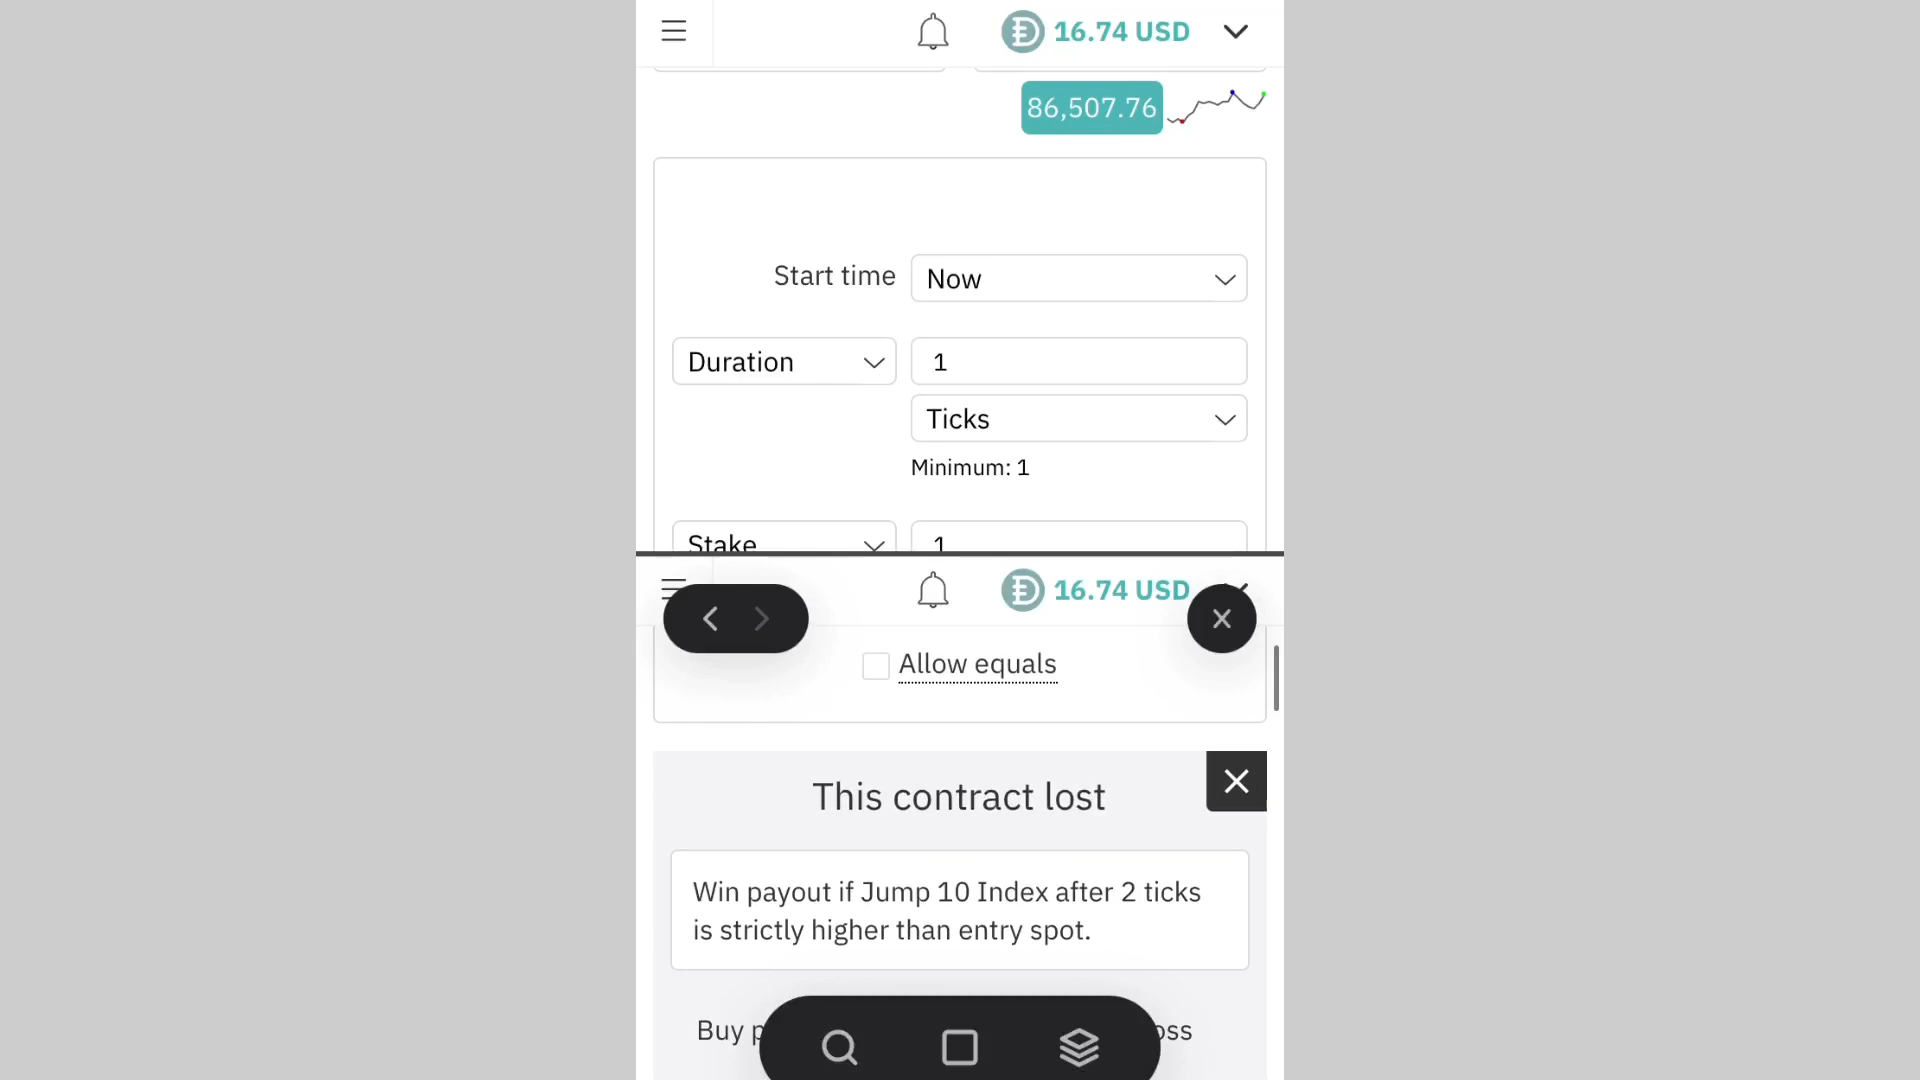 16.74 USD
86,507.76
Start time
Now
Duration
1
Ticks
Minimum: 1
Stake
1
16.74 USD
Allow equals
This contract lost
Win payout if Jump 10 Index after 2 ticks
is strictly higher than entry spot.
Buy